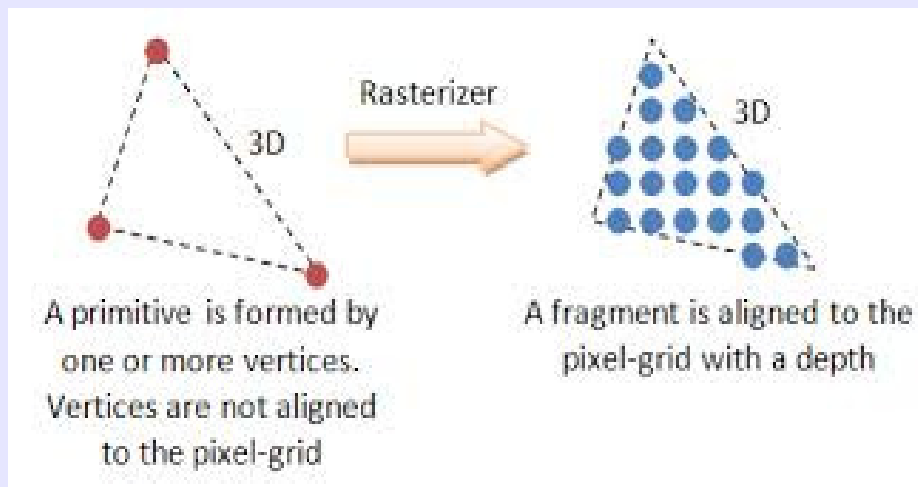 Rasterizer
3D
3D
A primitive is formed by
one or more vertices.
Vertices are not aligned
to the pixel-grid
A fragment is aligned to the
pixel-grid with a depth